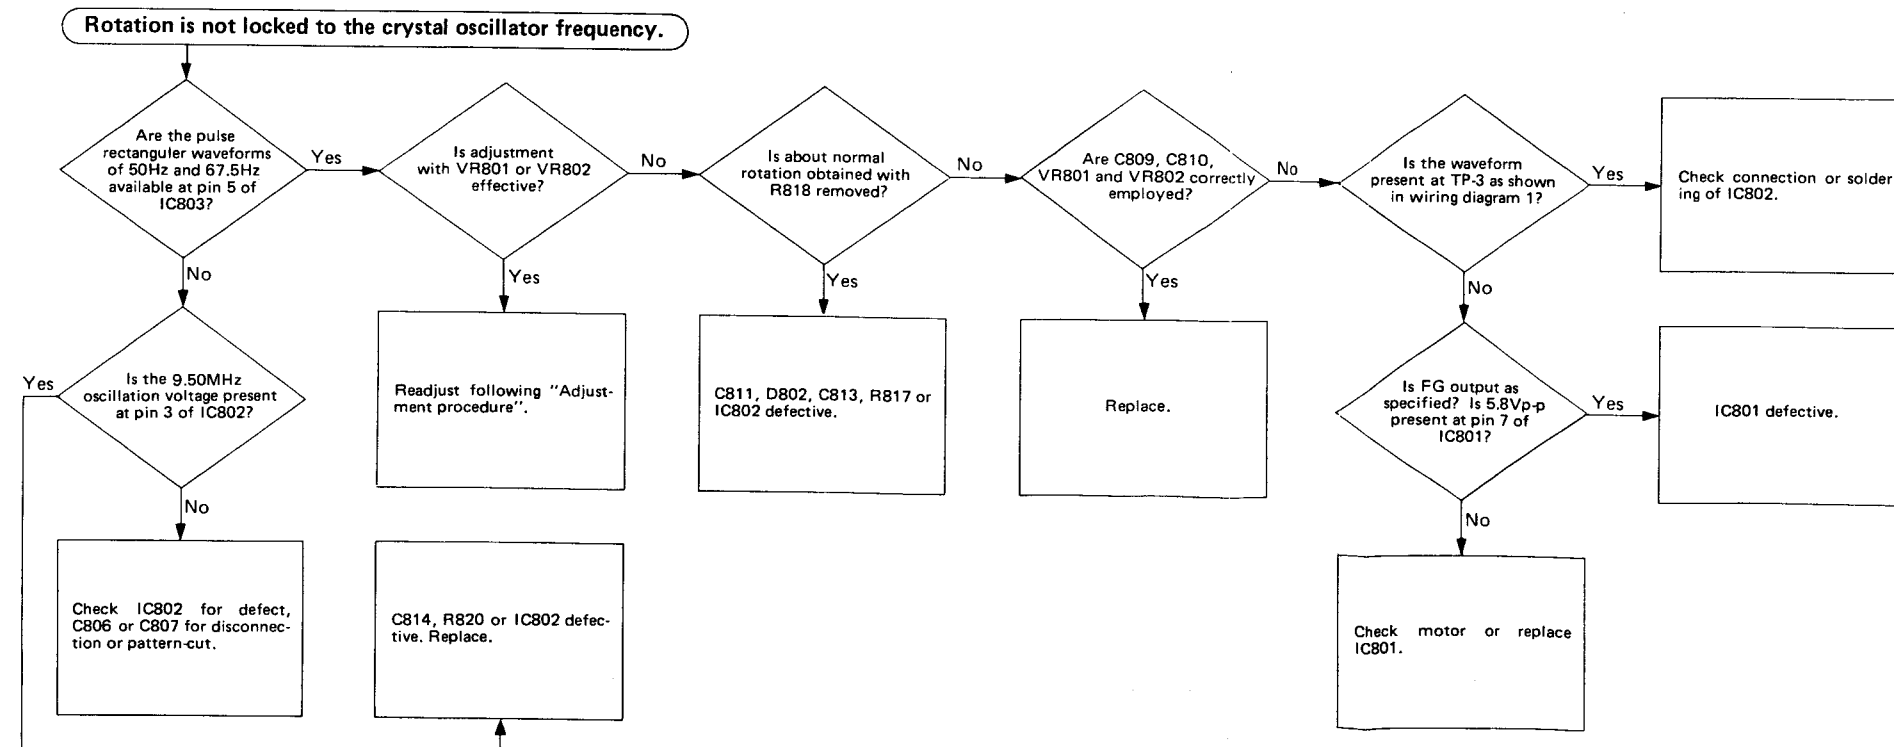 Rotation is not locked to the crystal oscillator frequency.
Are the pulse
rectanguler waveforms
of 50Hz and 67.5Hz
available at pin 5 of
IC803?
Yes
Is adjustment
with VR801 or VR802
effective?
No
Is about normal
rotation obtained with
R818 removed?
No
Are C809, C810,
VR801 and VR802 correctly
employed?
No
Is the waveform
present at TP-3 as shown
in wiring diagram 1?
Yes
Check connection or solder
ing of IC802.
No
Yes
Yes
Yes
No
Yes
Is the 9.50MHz
oscillation voltage present
at pin 3 of IC802?
Readjust following "Adjust-
ment procedure".
C811, D802, C813, R817 or
IC802 defective.
Replace.
Is FG output as
specified? Is 5.8Vp-p
present at pin 7 of
IC801?
Yes
IC801 defective.
No
No
Check IC802 for defect,
C806 or C807 for disconnec-
tion or pattern-cut.
C814, R820 or IC802 defec-
tive. Replace.
Check motor or replace
IC801.